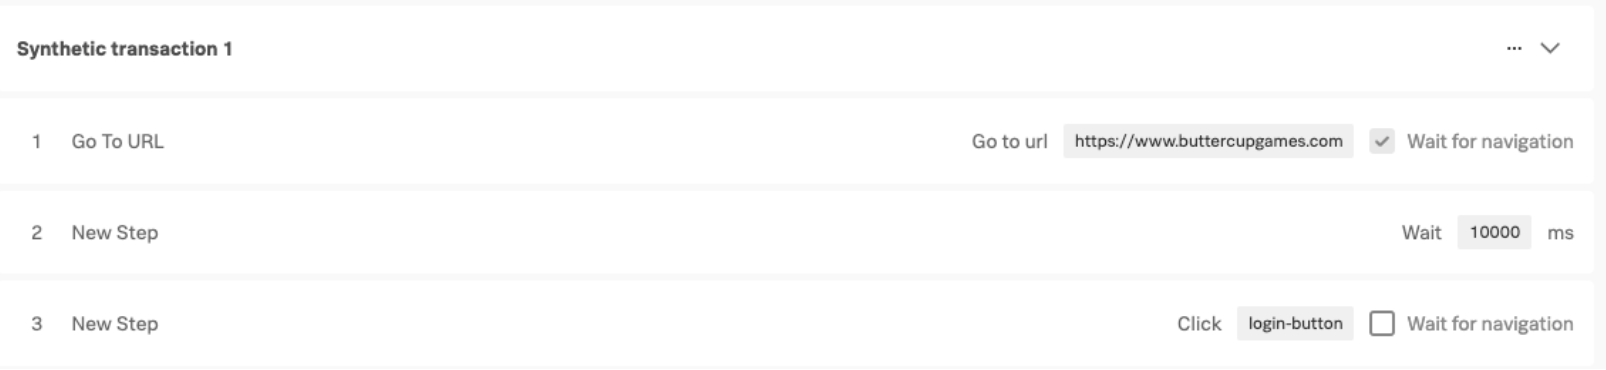 Synthetic transaction 1 ...
1 Go To URL Go to url https://www.buttercupgames.com Wait for navigation
2 New Step Wait 10000 ms
3 New Step Click login-button Wait for navigation